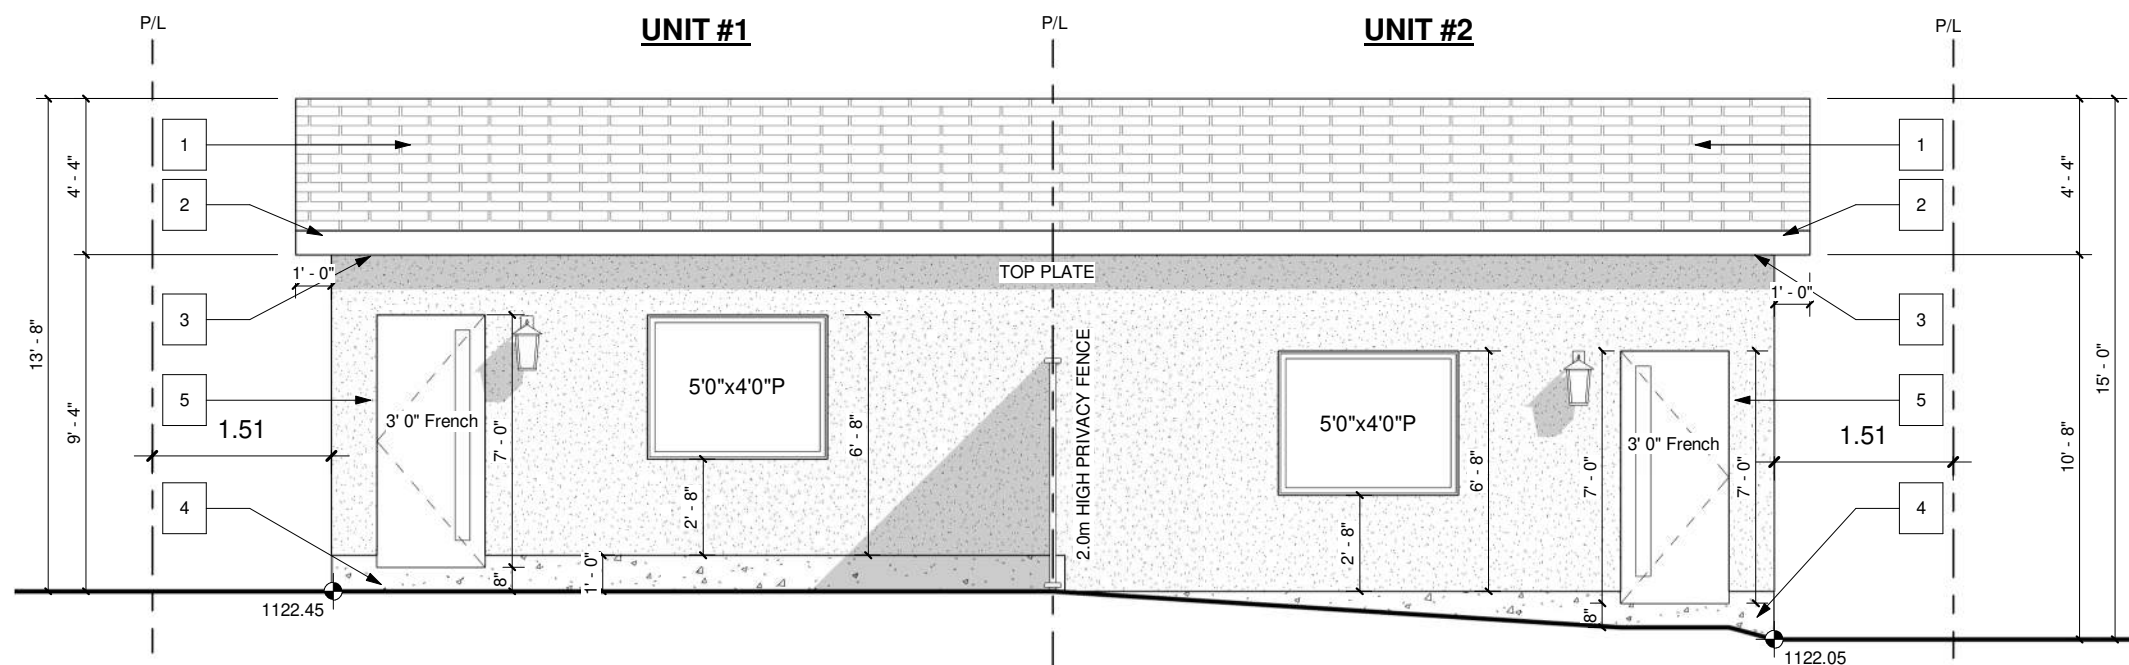 P/L
UNIT #1
P/L
UNIT #2
P/L
1
1
4' - 4"
4' - 4"
2
2
TOP PLATE
1' - 0"
1' - 0"
3
3
13' - 8"
15' - 0"
5'0"x4'0"P
5'0"x4'0"P
5
5
3' 0" French
3' 0" French
1.51
1.51
9' - 4"
10' - 8"
7' - 0"
6' - 8"
2.0m HIGH PRIVACY FENCE
6' - 8"
7' - 0"
7' - 0"
4
4
2' - 8"
2' - 8"
8"
1' - 0"
8"
1122.45
1122.05